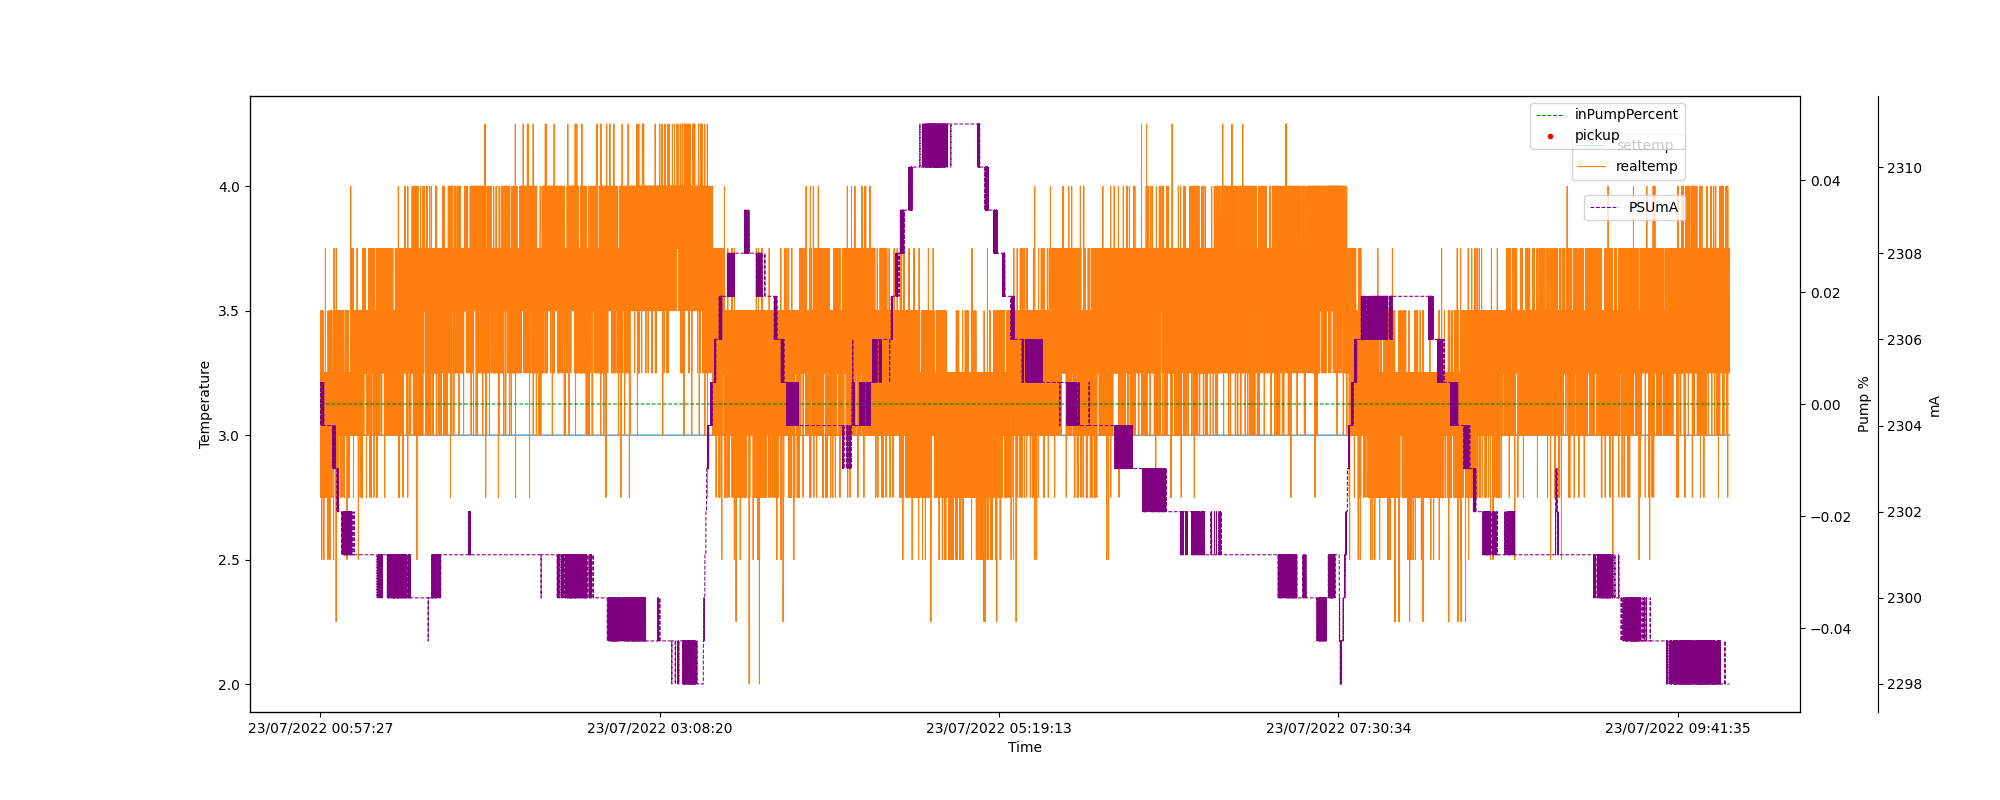 inPumpPercent
pickup
settemp
realtemp
PSUmA
4.0
3.5
3.0
2.5
2.0
Temperature
0.04
0.02
0.00
−0.02
−0.04
Pump %
2310
2308
2306
2304
2302
2300
2298
mA
23/07/2022 00:57:27
23/07/2022 03:08:20
23/07/2022 05:19:13
23/07/2022 07:30:34
23/07/2022 09:41:35
Time